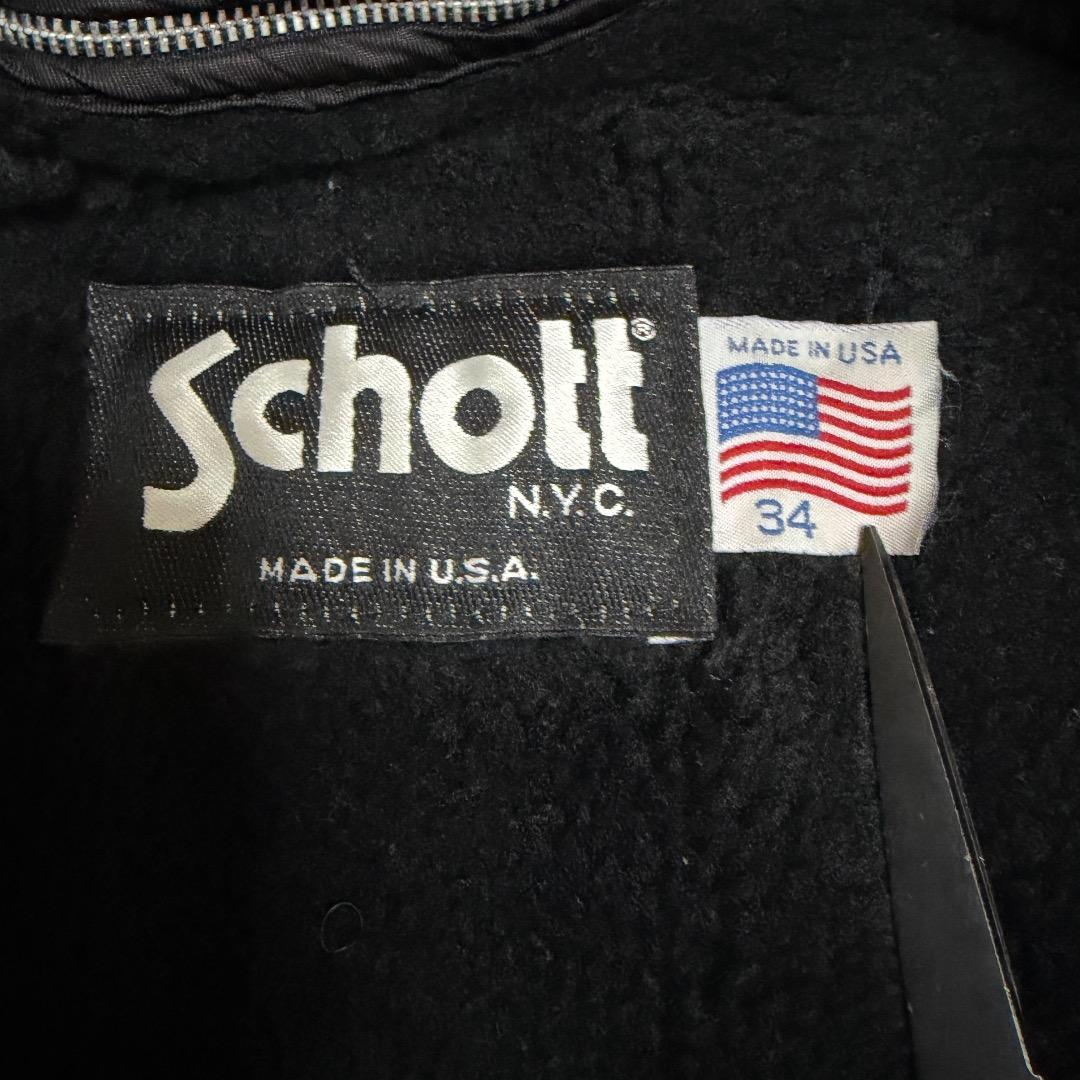 Schott®
N.Y.C.
MADE IN U.S.A.
MADE IN USA
34